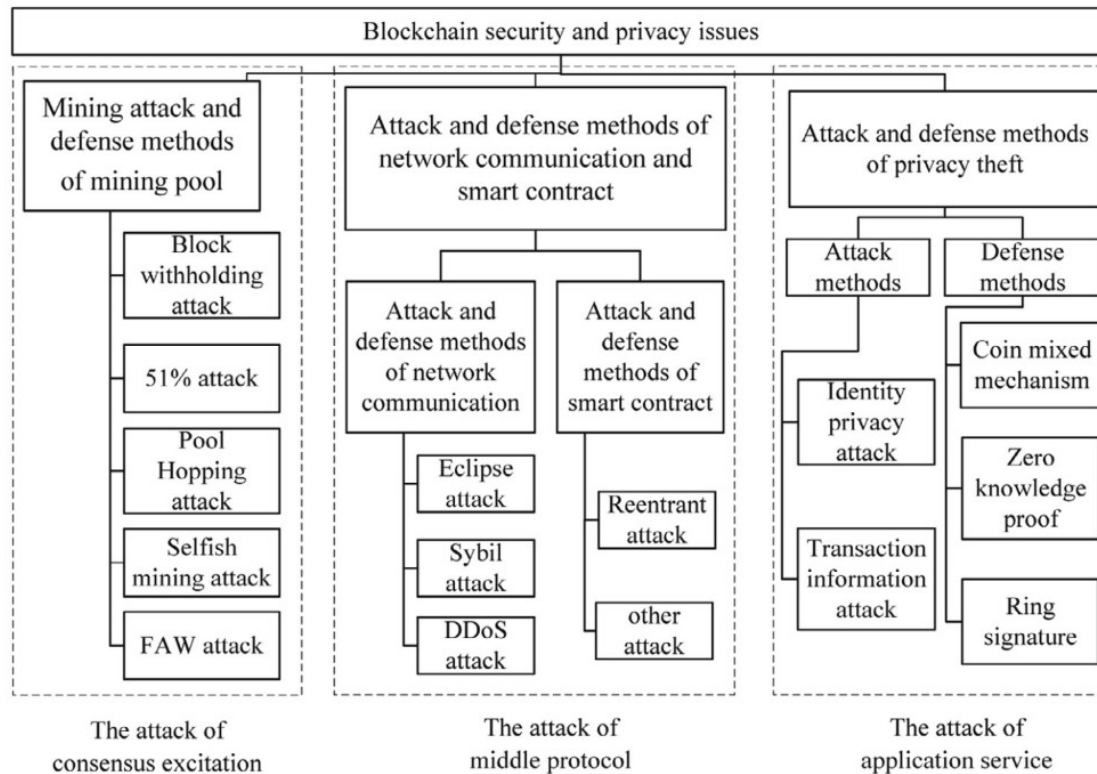 Blockchain security and privacy issues
Mining attack and
defense methods
of mining pool
Block
withholding
attack
51% attack
Pool
Hopping
attack
Selfish
mining attack
FAW attack
The attack of
consensus excitation
Attack and defense methods of
network communication and
smart contract
Attack and
defense methods
of network
communication
Eclipse
attack
Sybil
attack
DDoS
attack
Attack and
defense
methods of
smart contract
Reentrant
attack
other
attack
The attack of
middle protocol
Attack and defense methods
of privacy theft
Attack
methods
Identity
privacy
attack
Transaction
information
attack
Defense
methods
Coin mixed
mechanism
Zero
knowledge
proof
Ring
signature
The attack of
application service